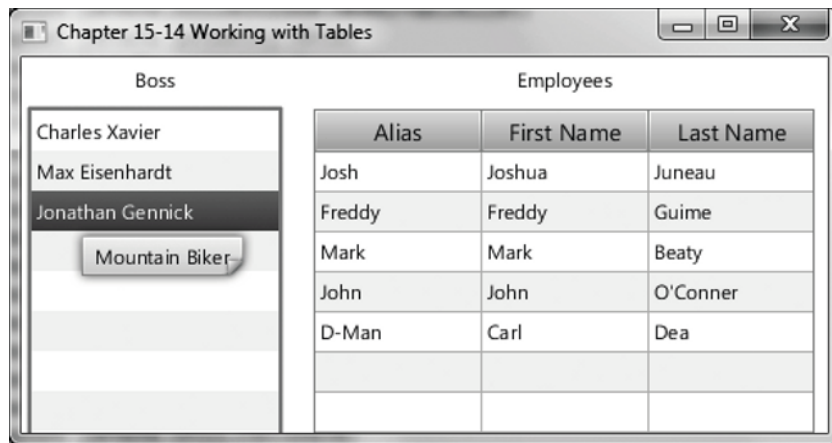 Chapter 15-14 Working with Tables
Boss
Employees
Charles Xavier
Max Eisenhardt
Jonathan Gennick
Mountain Biker
Alias First Name Last Name
Josh Joshua Juneau
Freddy Freddy Guime
Mark Mark Beaty
John John O'Conner
D-Man Carl Dea